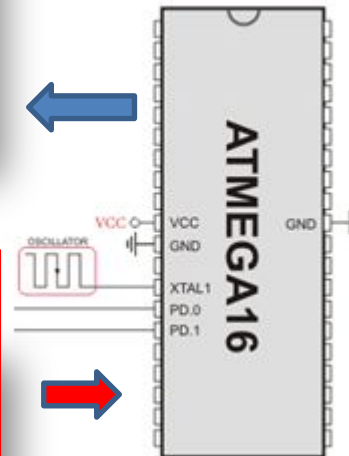 ATMEGA16
VCC VCC
GND
GND
OSCILLATOR
XTAL1
PD.0
PD.1